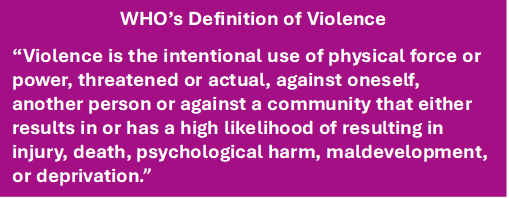 WHO’s Definition of Violence
“Violence is the intentional use of physical force or
power, threatened or actual, against oneself,
another person or against a community that either
results in or has a high likelihood of resulting in
injury, death, psychological harm, maldevelopment,
or deprivation.”